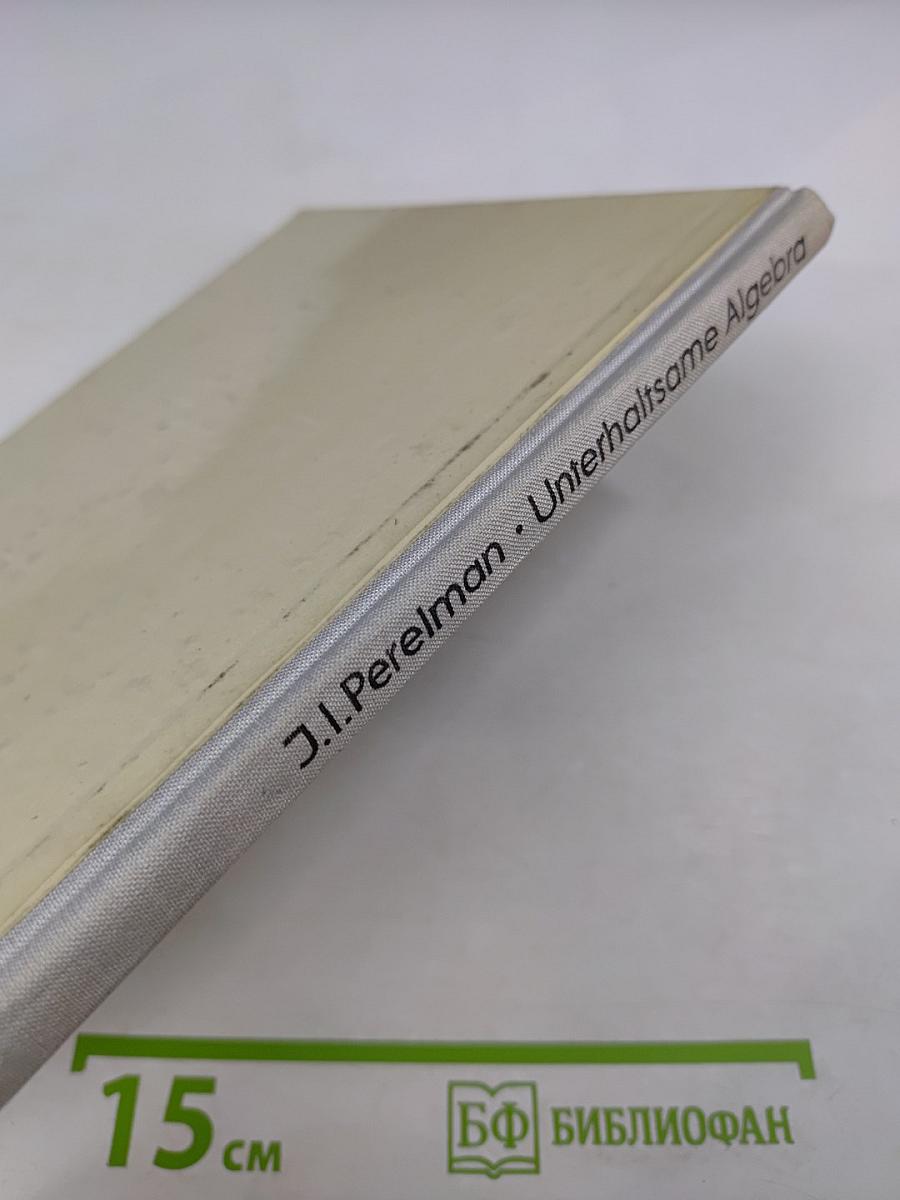 J.I.Perelman · Unterhaltsame Algebra
15 см
БФ БИБЛИОФАН